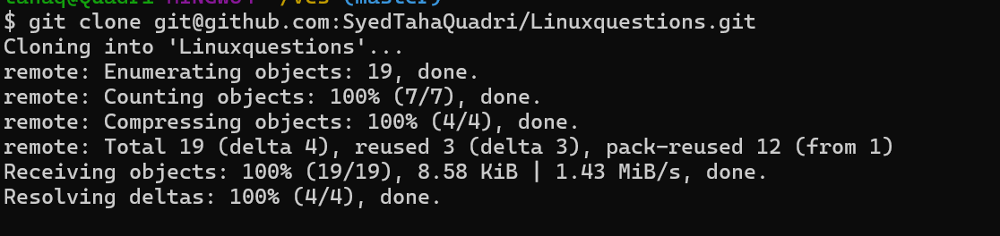 $ git clone git@github.com:SyedTahaQuadri/Linuxquestions.git
Cloning into 'Linuxquestions'...
remote: Enumerating objects: 19, done.
remote: Counting objects: 100% (7/7), done.
remote: Compressing objects: 100% (4/4), done.
remote: Total 19 (delta 4), reused 3 (delta 3), pack-reused 12 (from 1)
Receiving objects: 100% (19/19), 8.58 KiB | 1.43 MiB/s, done.
Resolving deltas: 100% (4/4), done.